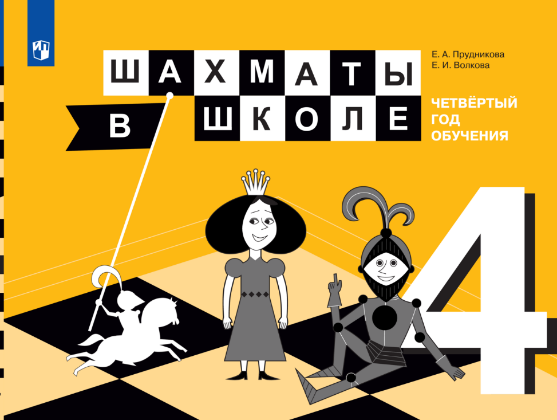 Е. А. Прудникова
Е. И. Волкова
ШАХМАТЫ
В ШКОЛЕ
ЧЕТВЁРТЫЙ
ГОД
ОБУЧЕНИЯ
4